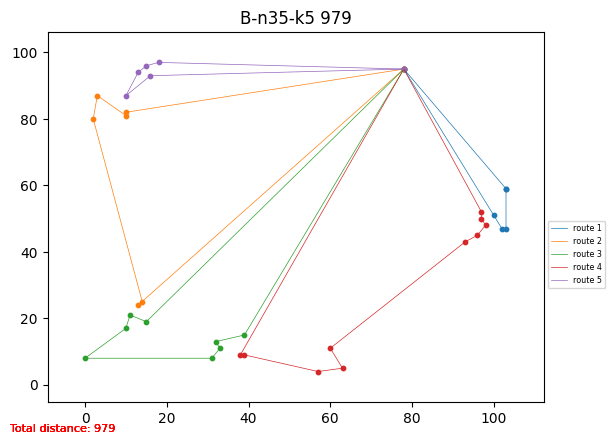 B-n35-k5 979
100
80
60
40
20
0
0 20 40 60 80 100
route 1
route 2
route 3
route 4
route 5
Total distance: 979